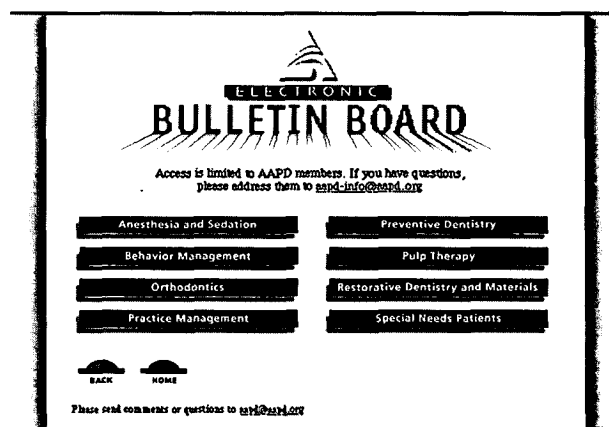 ELECTRONIC
BULLETIN BOARD
Access is limited to AAPD members. If you have questions,
please address them to aapd-info@aapd.org
Anesthesia and Sedation
Preventive Dentistry
Behavior Management
Pulp Therapy
Orthodontics
Restorative Dentistry and Materials
Practice Management
Special Needs Patients
BACK
HOME
Please send comments or questions to aapd@aapd.org